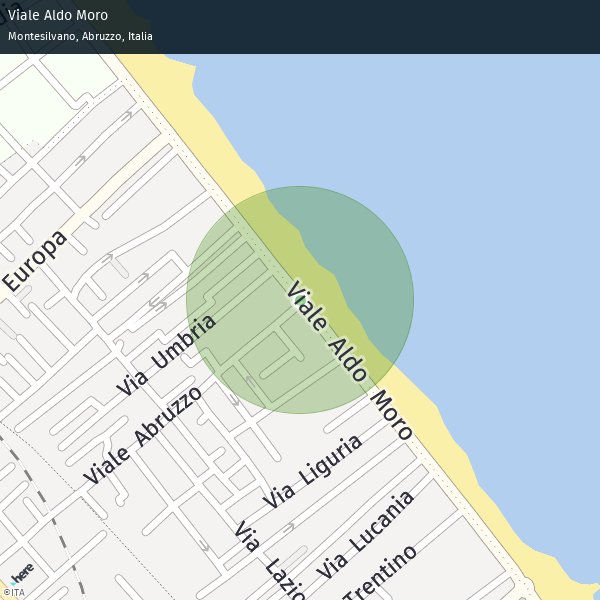 Viale Aldo Moro
Montesilvano, Abruzzo, Italia
Europa
Viale Aldo Moro
Via Umbria
Viale Abruzzo
Via Liguria
Via Lucania
Via Lazio
Trentino
here
©ITA